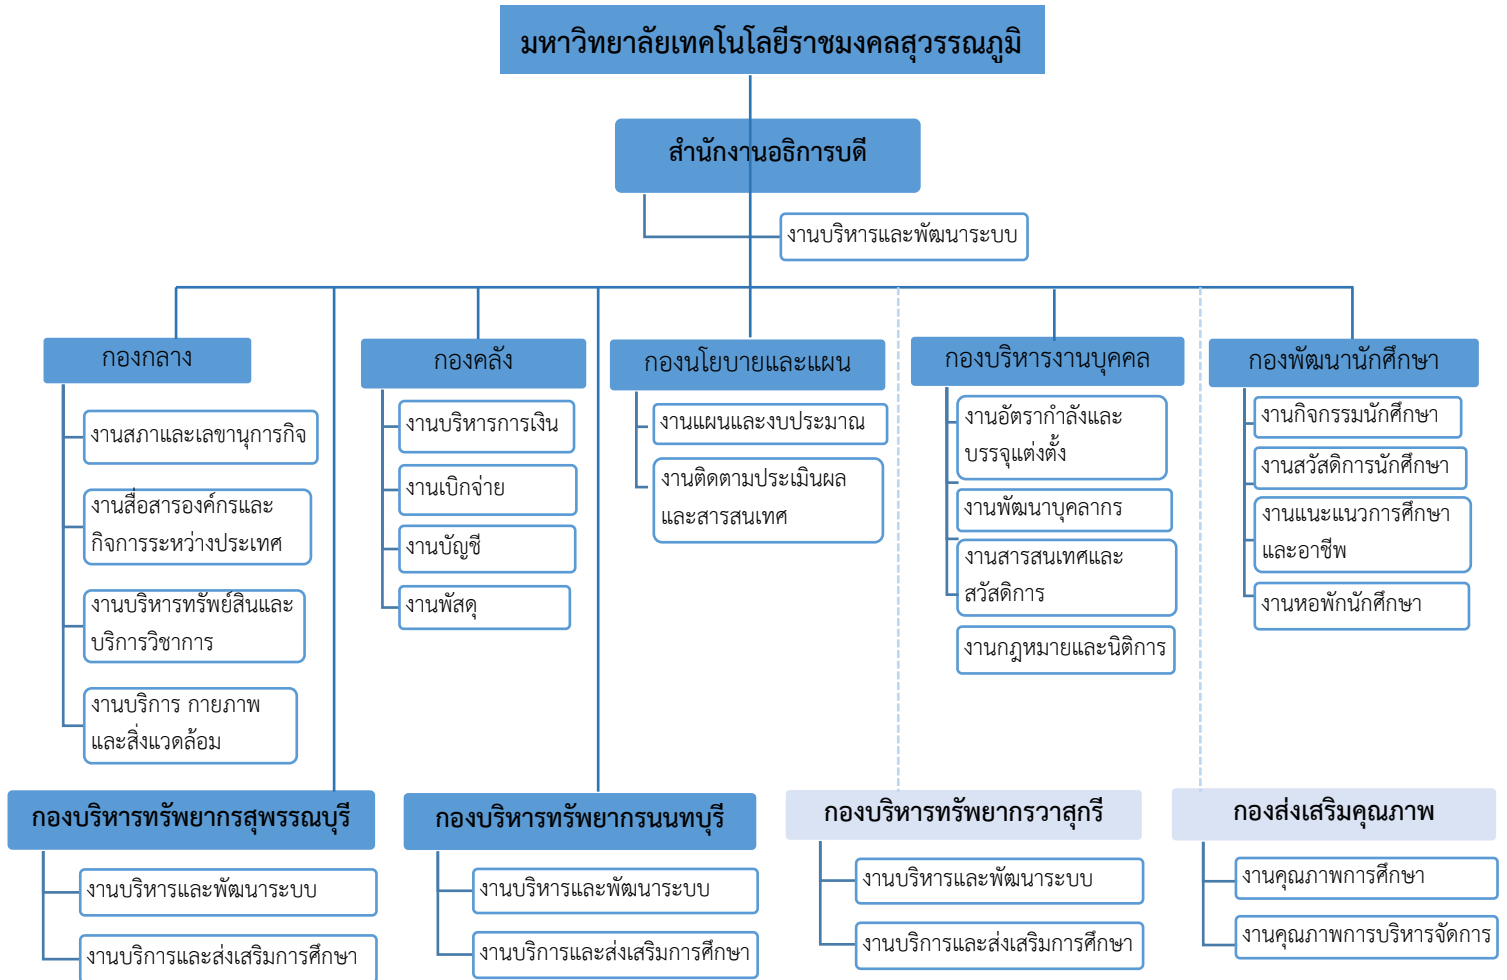 มหาวิทยาลัยเทคโนโลยีราชมงคลสุวรรณภูมิ
สำนักงานอธิการบดี
งานบริหารและพัฒนาระบบ
กองกลาง
งานสภาและเลขานุการกิจ
งานสื่อสารองค์กรและ
กิจการระหว่างประเทศ
งานบริหารทรัพย์สินและ
บริการวิชาการ
งานบริการ กายภาพ
และสิ่งแวดล้อม
กองคลัง
งานบริหารการเงิน
งานเบิกจ่าย
งานบัญชี
งานพัสดุ
กองนโยบายและแผน
งานแผนและงบประมาณ
งานติดตามประเมินผล
และสารสนเทศ
กองบริหารงานบุคคล
งานอัตรากำลังและ
บรรจุแต่งตั้ง
งานพัฒนาบุคลากร
งานสารสนเทศและ
สวัสดิการ
งานกฎหมายและนิติการ
กองพัฒนานักศึกษา
งานกิจกรรมนักศึกษา
งานสวัสดิการนักศึกษา
งานแนะแนวการศึกษา
และอาชีพ
งานหอพักนักศึกษา
กองบริหารทรัพยากรสุพรรณบุรี
งานบริหารและพัฒนาระบบ
งานบริการและส่งเสริมการศึกษา
กองบริหารทรัพยากรนนทบุรี
งานบริหารและพัฒนาระบบ
งานบริการและส่งเสริมการศึกษา
กองบริหารทรัพยากรวาสุกรี
งานบริหารและพัฒนาระบบ
งานบริการและส่งเสริมการศึกษา
กองส่งเสริมคุณภาพ
งานคุณภาพการศึกษา
งานคุณภาพการบริหารจัดการ